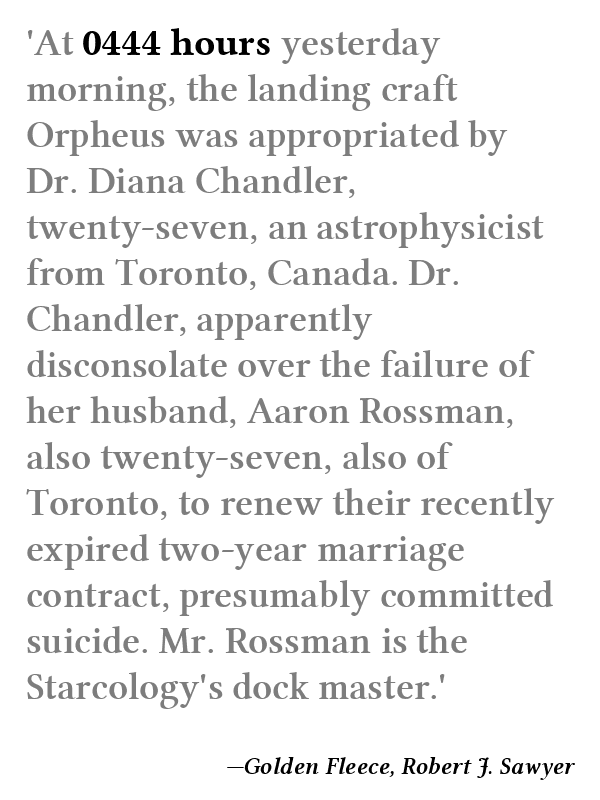 'At 0444 hours yesterday
morning, the landing craft
Orpheus was appropriated by
Dr. Diana Chandler,
twenty-seven, an astrophysicist
from Toronto, Canada. Dr.
Chandler, apparently
disconsolate over the failure of
her husband, Aaron Rossman,
also twenty-seven, also of
Toronto, to renew their recently
expired two-year marriage
contract, presumably committed
suicide. Mr. Rossman is the
Starcology's dock master.'
—Golden Fleece, Robert J. Sawyer